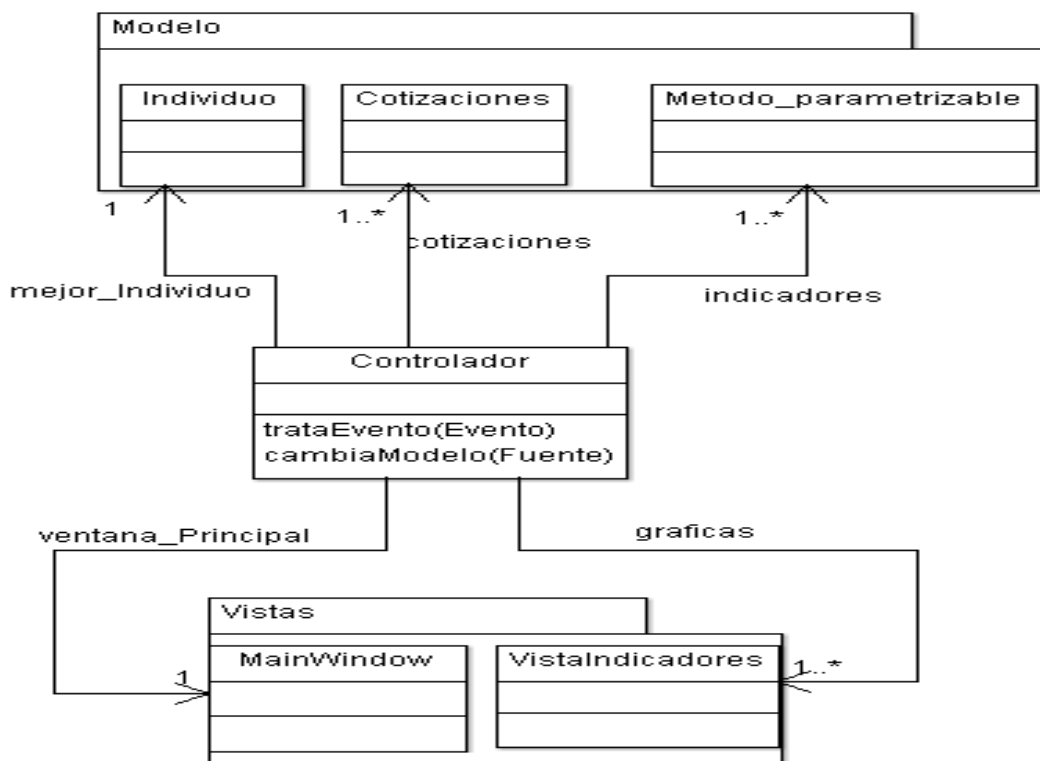 Modelo
Individuo
Cotizaciones
Metodo_parametrizable
1
1..*
1..*
cotizaciones
mejor_Individuo
indicadores
Controlador
trataEvento(Evento)
cambiaModelo(Fuente)
ventana_Principal
graficas
Vistas
MainWindow
VistaIndicadores
1
1..*